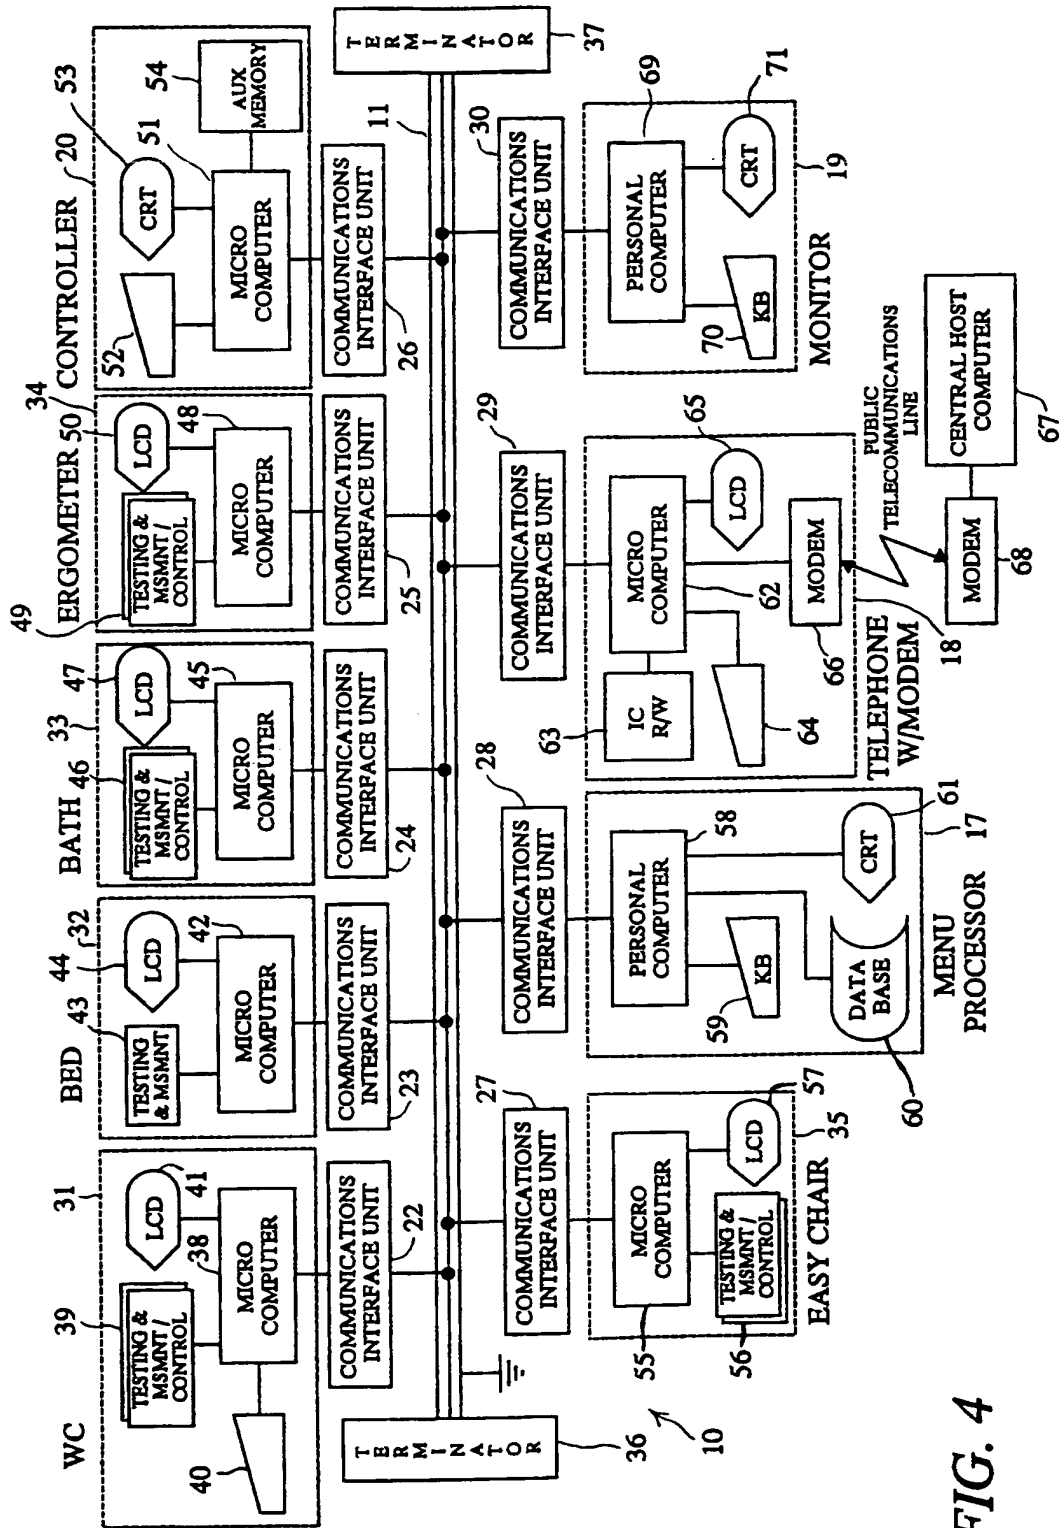 WC
31
39
TESTING &
MSMNT /
CONTROL
LCD
41
38
MICRO
COMPUTER
40
COMMUNICATIONS
INTERFACE UNIT
22
BED
32
43
TESTING
& MSMNT
44
LCD
42
MICRO
COMPUTER
COMMUNICATIONS
INTERFACE UNIT
23
BATH
33
46
TESTING &
MSMNT /
CONTROL
47
LCD
45
MICRO
COMPUTER
COMMUNICATIONS
INTERFACE UNIT
24
ERGOMETER
34
49
TESTING &
MSMNT /
CONTROL
50
LCD
48
MICRO
COMPUTER
COMMUNICATIONS
INTERFACE UNIT
25
CONTROLLER
20
52
53
CRT
51
MICRO
COMPUTER
54
AUX
MEMORY
COMMUNICATIONS
INTERFACE UNIT
26
TERMINATOR
36
11
TERMINATOR
37
10
27
COMMUNICATIONS
INTERFACE UNIT
MICRO
COMPUTER
55
TESTING &
MSMNT /
CONTROL
56
LCD
57
35
EASY CHAIR
28
COMMUNICATIONS
INTERFACE UNIT
PERSONAL
COMPUTER
58
KB
59
DATA
BASE
60
CRT
61
17
MENU
PROCESSOR
29
COMMUNICATIONS
INTERFACE UNIT
MICRO
COMPUTER
62
IC
R/W
63
64
LCD
65
MODEM
66
18
TELEPHONE
W/MODEM
PUBLIC
TELECOMMUNICATIONS
LINE
MODEM
68
CENTRAL HOST
COMPUTER
67
30
COMMUNICATIONS
INTERFACE UNIT
PERSONAL
COMPUTER
69
KB
70
CRT
71
19
MONITOR
FIG. 4